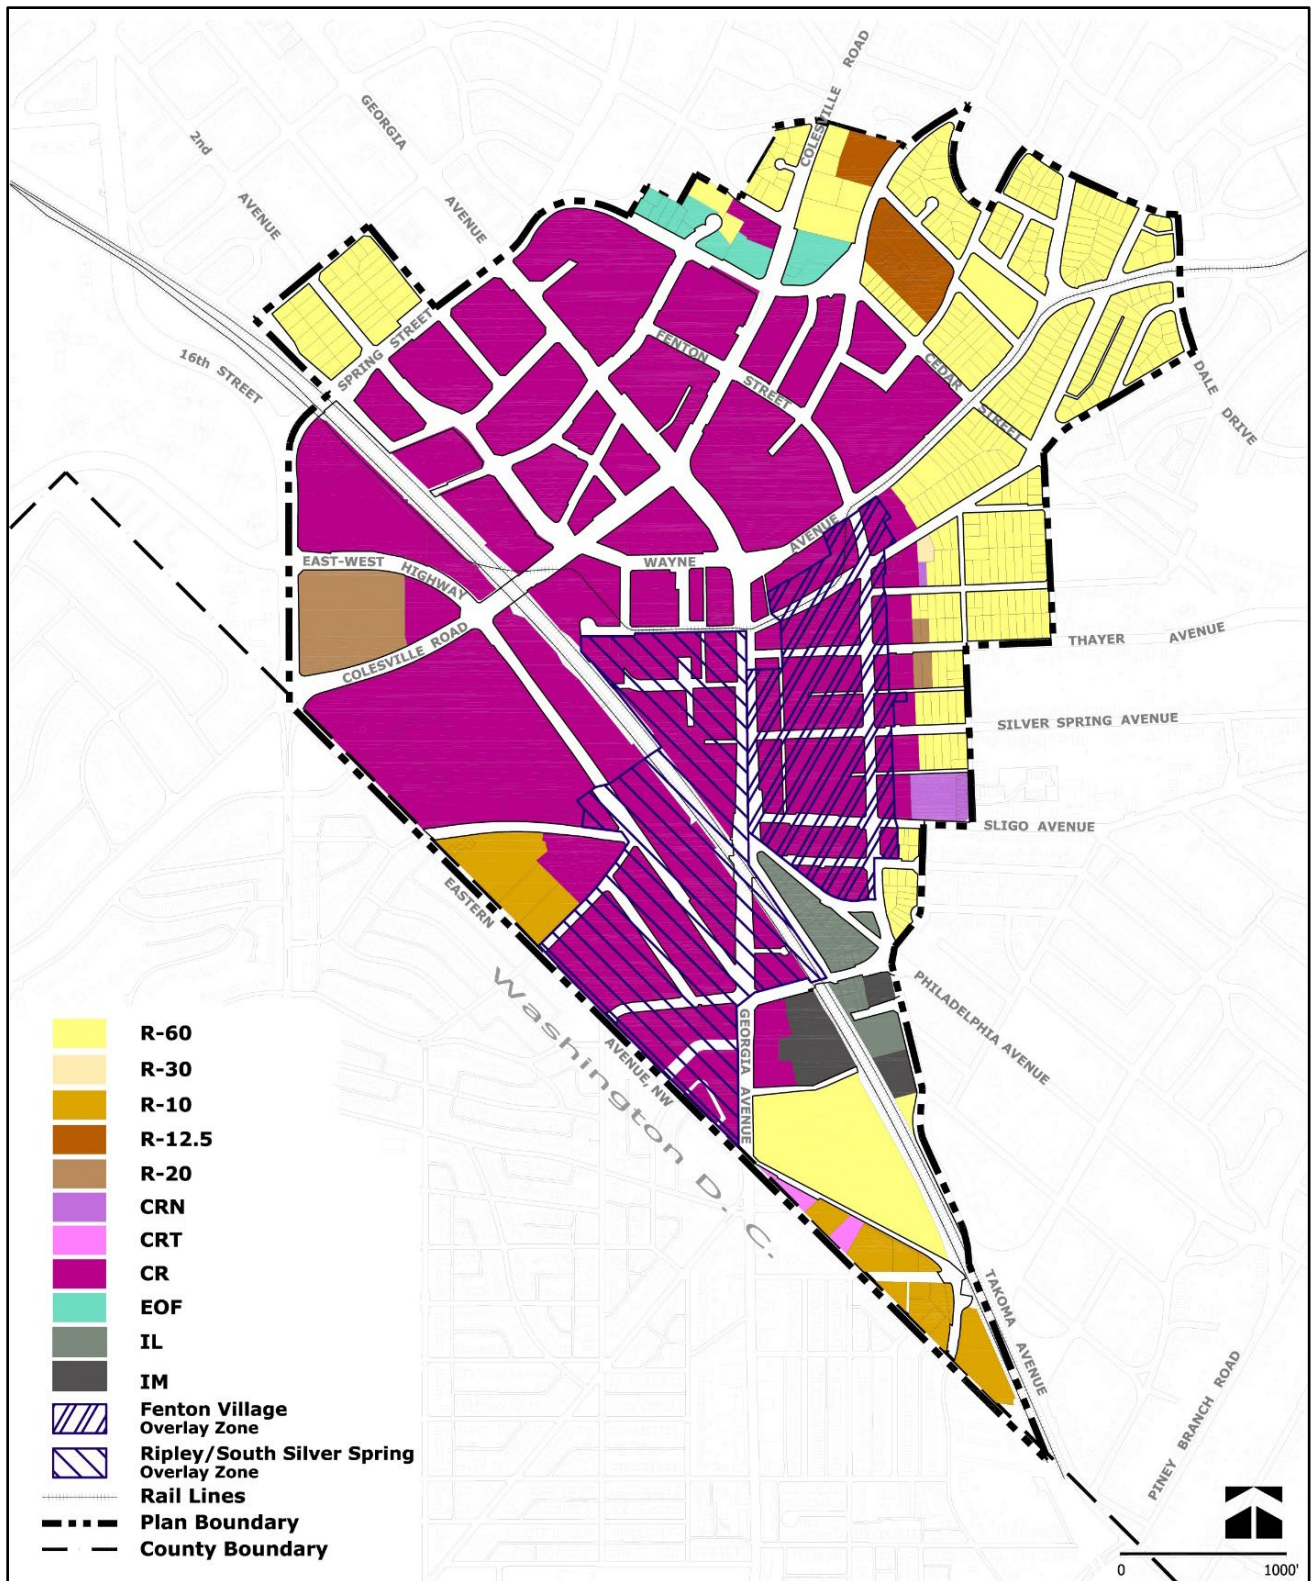 COLESVILLE ROAD
GEORGIA AVENUE
2nd AVENUE
SPRING STREET
16th STREET
FENTON STREET
CEDAR STREET
DALE DRIVE
EAST-WEST HIGHWAY
WAYNE AVENUE
COLESVILLE ROAD
THAYER AVENUE
SILVER SPRING AVENUE
SLIGO AVENUE
EASTERN AVENUE, NW
Washington D. C.
PHILADELPHIA AVENUE
GEORGIA AVENUE
TAKOMA AVENUE
PINEY BRANCH ROAD
R-60
R-30
R-10
R-12.5
R-20
CRN
CRT
CR
EOF
IL
IM
Fenton Village
Overlay Zone
Ripley/South Silver Spring
Overlay Zone
Rail Lines
Plan Boundary
County Boundary
0 1000'